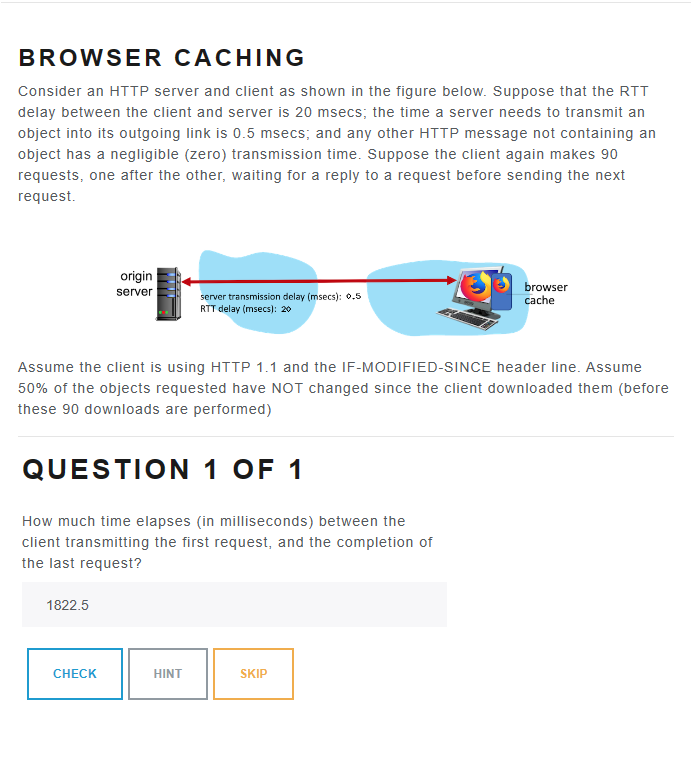 BROWSER CACHING
Consider an HTTP server and client as shown in the figure below. Suppose that the RTT
delay between the client and server is 20 msecs; the time a server needs to transmit an
object into its outgoing link is 0.5 msecs; and any other HTTP message not containing an
object has a negligible (zero) transmission time. Suppose the client again makes 90
requests, one after the other, waiting for a reply to a request before sending the next
request.
origin
server
server transmission delay (msecs): 0.5
RTT delay (msecs): 20
browser
cache
Assume the client is using HTTP 1.1 and the IF-MODIFIED-SINCE header line. Assume
50% of the objects requested have NOT changed since the client downloaded them (before
these 90 downloads are performed)
QUESTION 1 OF 1
How much time elapses (in milliseconds) between the
client transmitting the first request, and the completion of
the last request?
1822.5
CHECK HINT SKIP